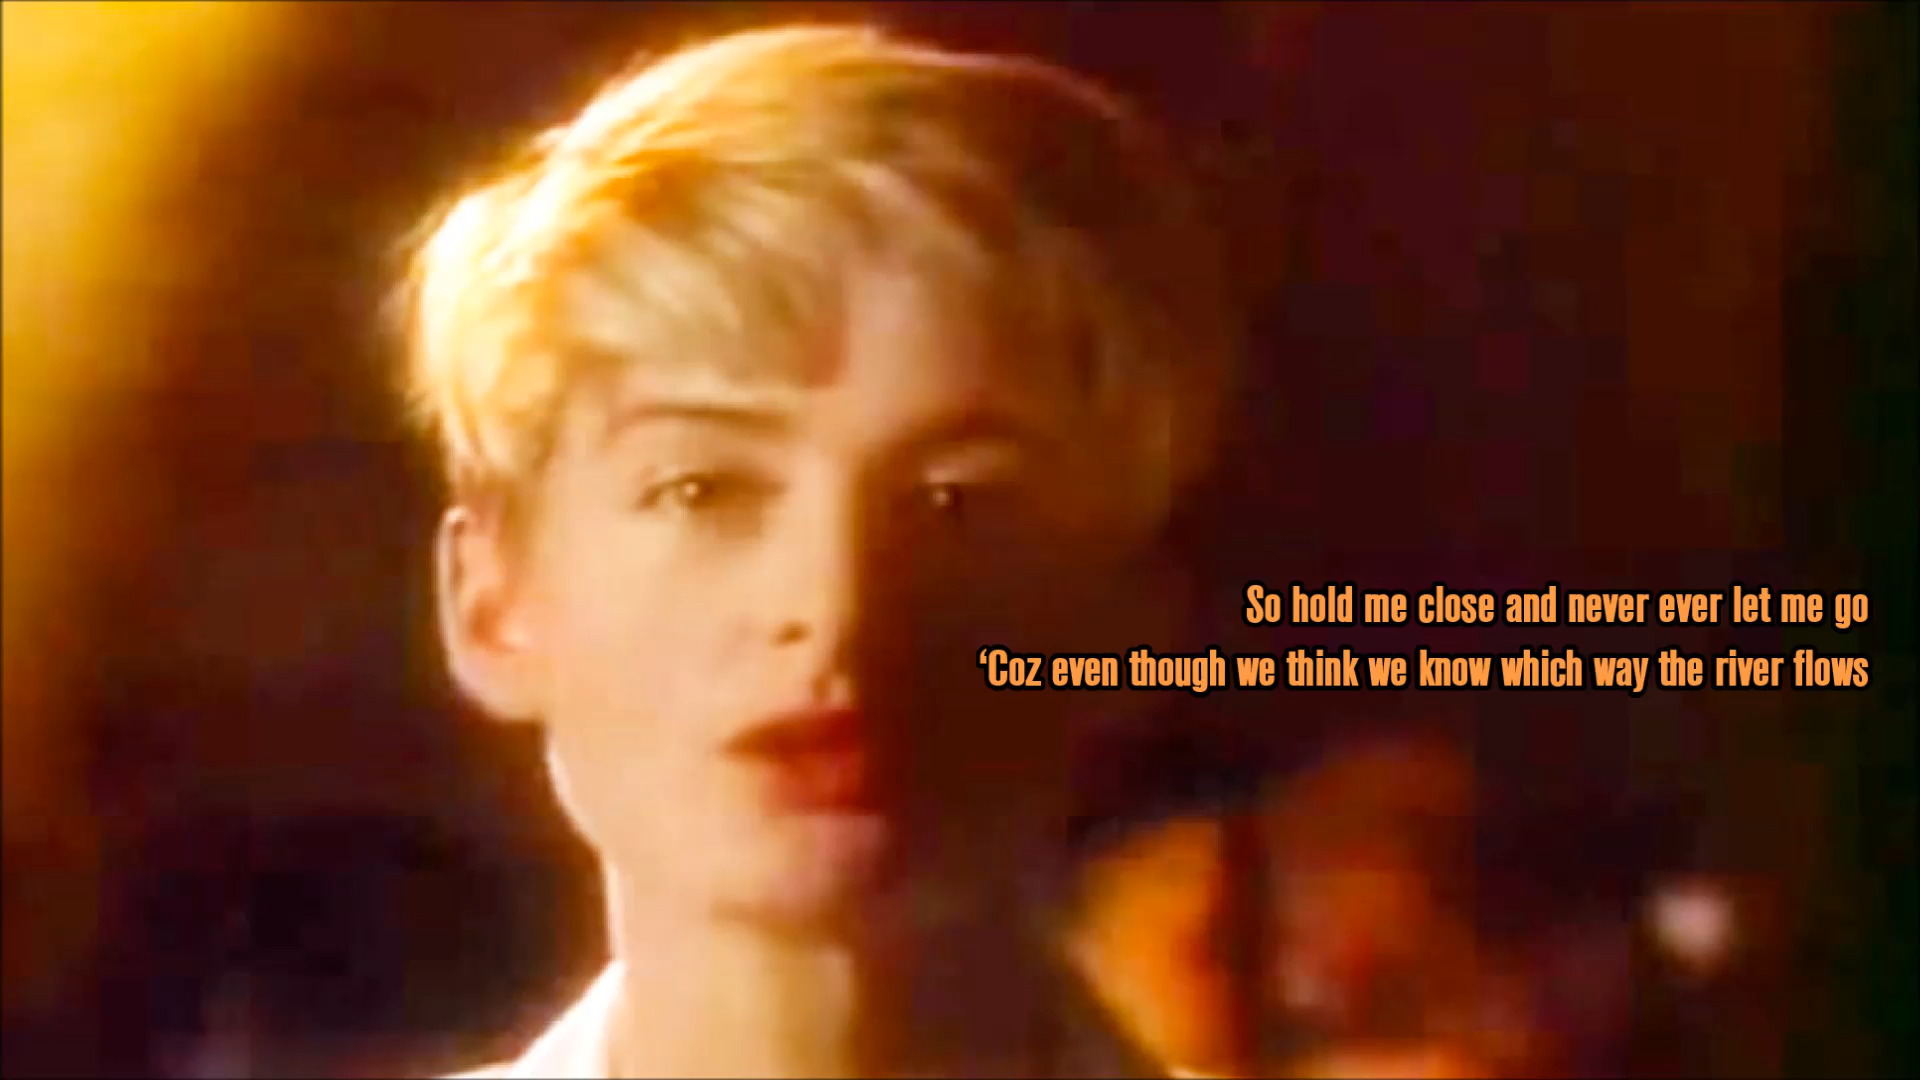 So hold me close and never ever let me go
‘Coz even though we think we know which way the river flows